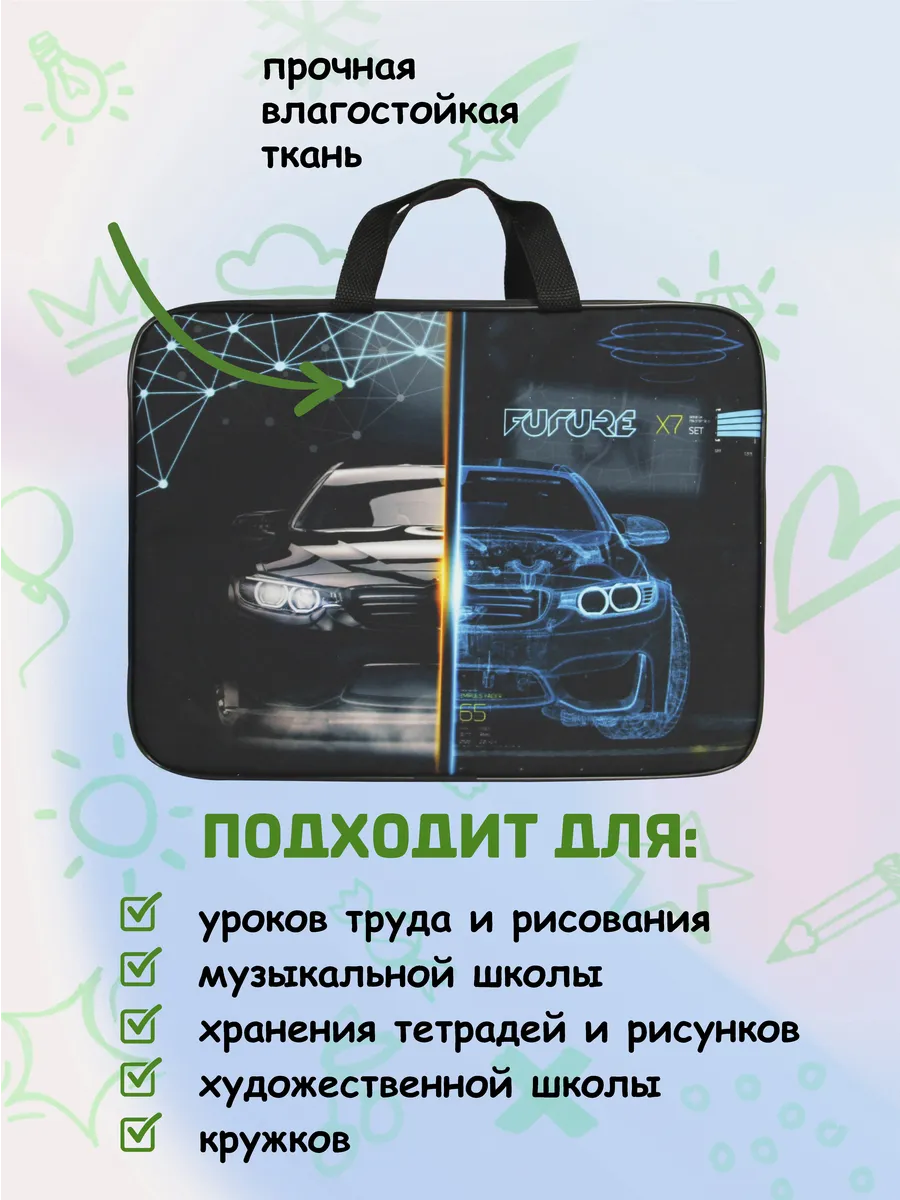 прочная
влагостойкая
ткань
FUTURE X7
SET
65
ПОДХОДИТ ДЛЯ:
уроков труда и рисования
музыкальной школы
хранения тетрадей и рисунков
художественной школы
кружков